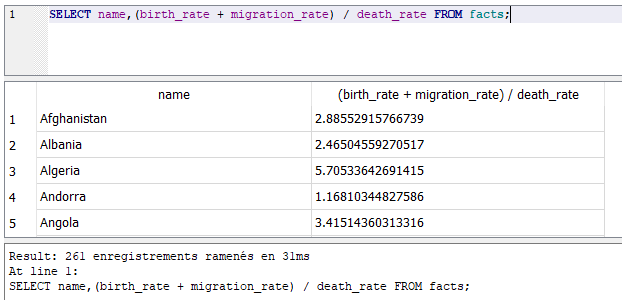 1 SELECT name,(birth_rate + migration_rate) / death_rate FROM facts;
name (birth_rate + migration_rate) / death_rate
1 Afghanistan 2.88552915766739
2 Albania 2.46504559270517
3 Algeria 5.70533642691415
4 Andorra 1.16810344827586
5 Angola 3.41514360313316
Result: 261 enregistrements ramenés en 31ms
At line 1:
SELECT name,(birth_rate + migration_rate) / death_rate FROM facts;